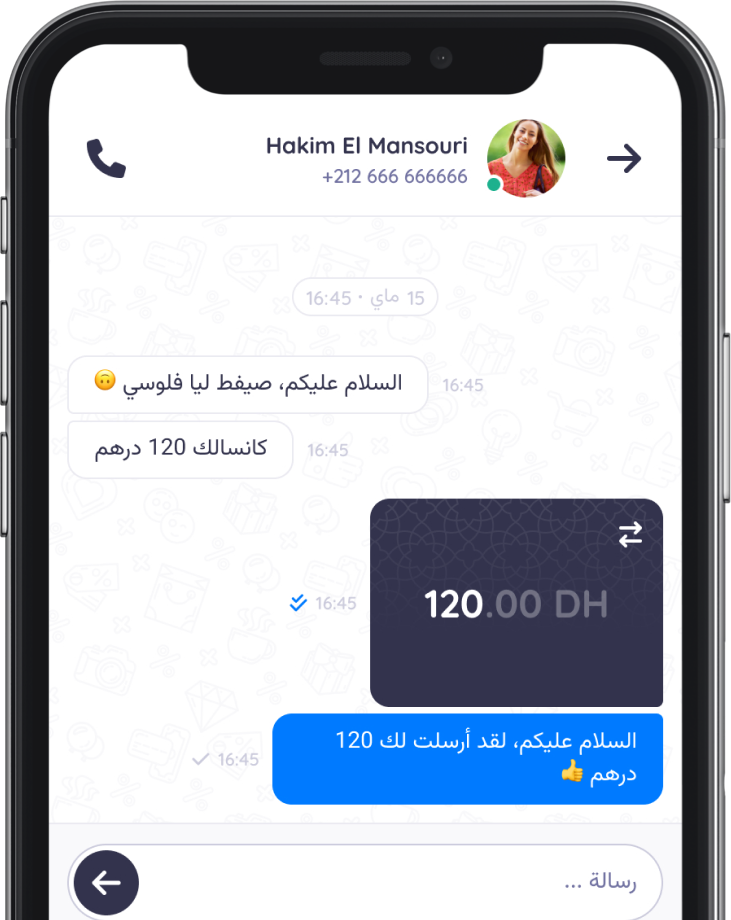 Hakim El Mansouri
+212 666 666666
15 ماي · 16:45
السلام عليكم، صيفط ليا فلوسي 🙃
16:45
كانسالك 120 درهم
16:45
120.00 DH
16:45
السلام عليكم، لقد أرسلت لك 120
درهم 👍
16:45
رسالة ...